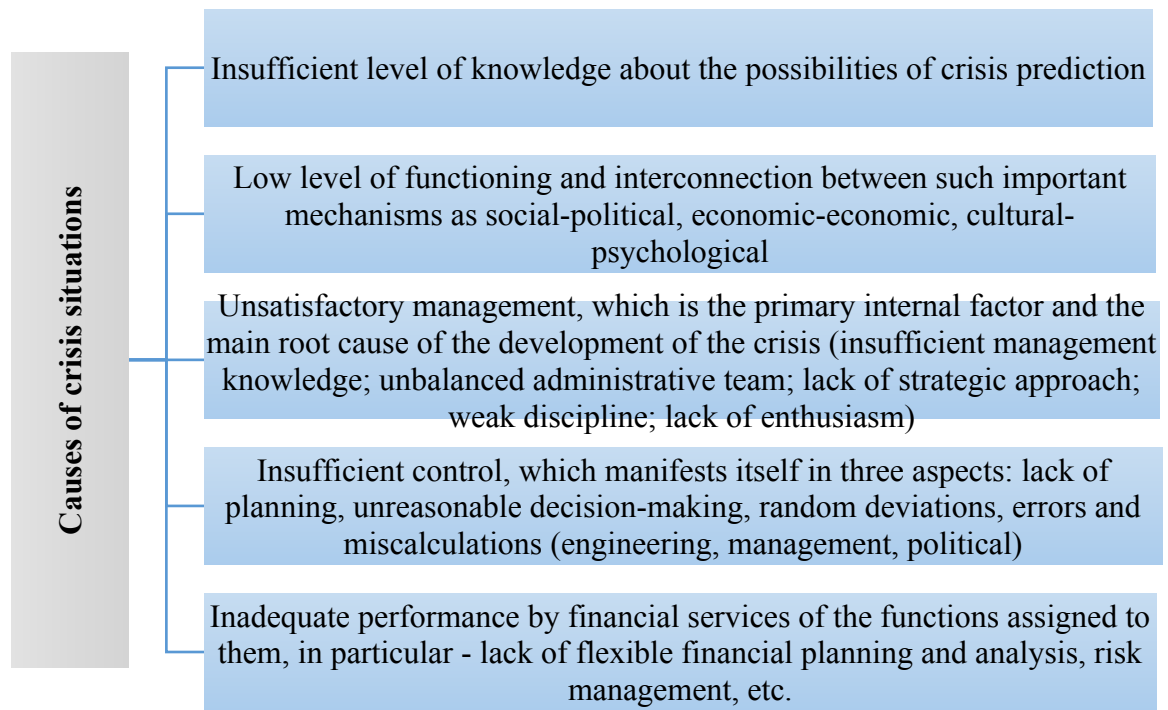 Causes of crisis situations
Insufficient level of knowledge about the possibilities of crisis prediction
Low level of functioning and interconnection between such important
mechanisms as social-political, economic-economic, cultural-
psychological
Unsatisfactory management, which is the primary internal factor and the
main root cause of the development of the crisis (insufficient management
knowledge; unbalanced administrative team; lack of strategic approach;
weak discipline; lack of enthusiasm)
Insufficient control, which manifests itself in three aspects: lack of
planning, unreasonable decision-making, random deviations, errors and
miscalculations (engineering, management, political)
Inadequate performance by financial services of the functions assigned to
them, in particular - lack of flexible financial planning and analysis, risk
management, etc.